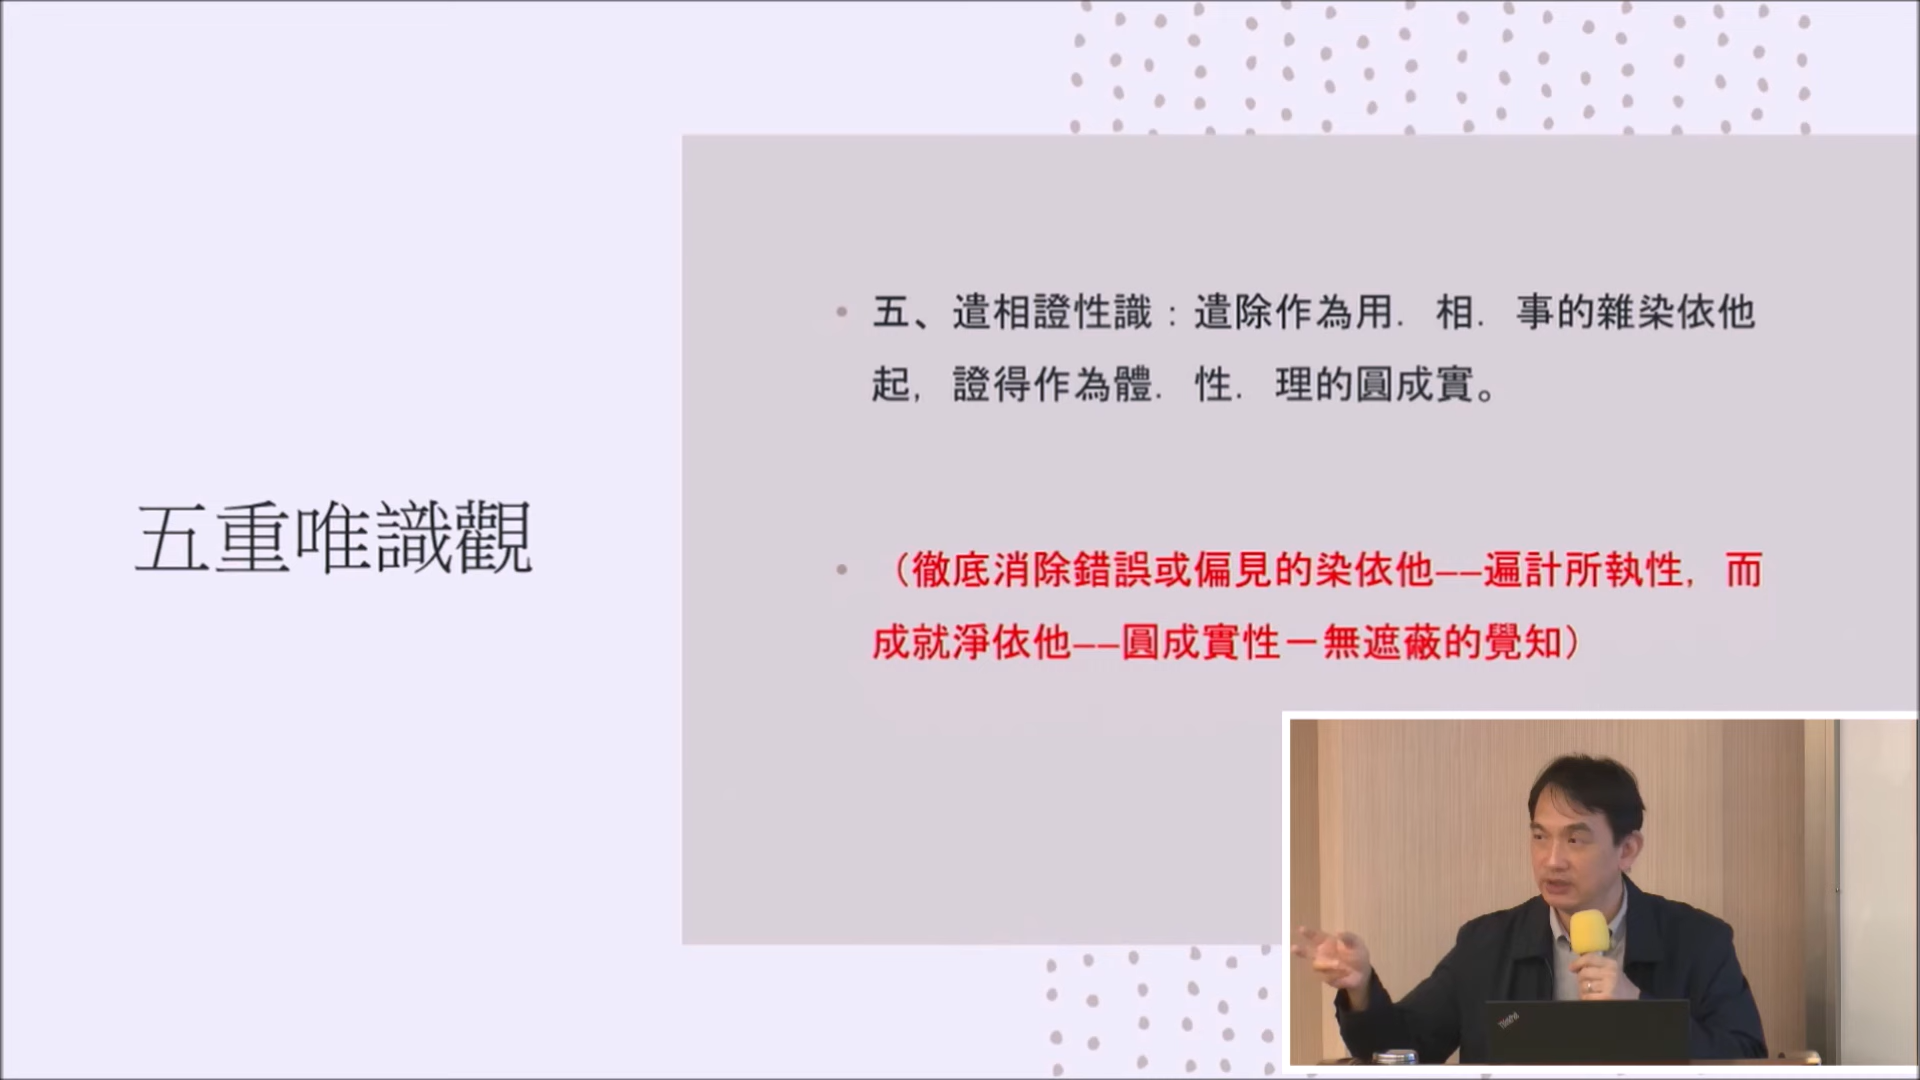 五重唯識觀
• 五、遣相證性識：遣除作為用．相．事的雜染依他
起，證得作為體．性．理的圓成實。
• （徹底消除錯誤或偏見的染依他——遍計所執性，而
成就淨依他——圓成實性－無遮蔽的覺知）
ThinkPad